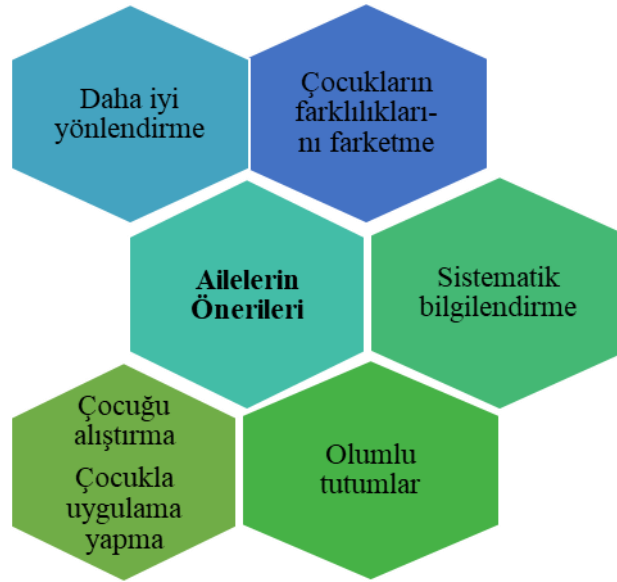 Daha iyi
yönlendirme
Çocukların
farklılıkları-
nı farketme
Ailelerin
Önerileri
Sistematik
bilgilendirme
Çocuğu
alıştırma
Çocukla
uygulama
yapma
Olumlu
tutumlar